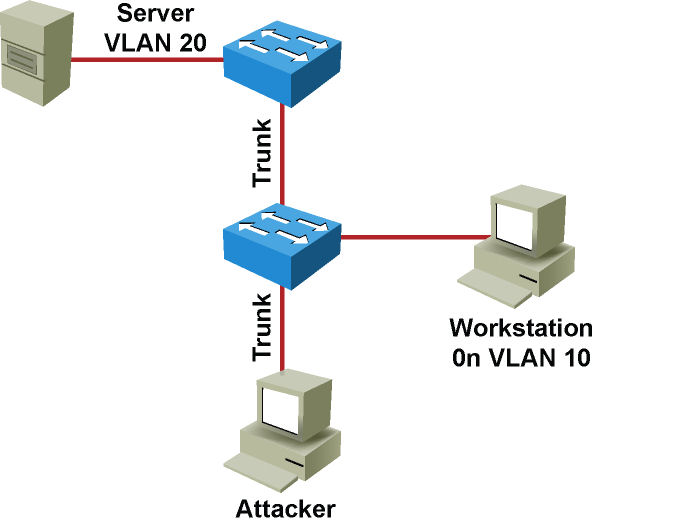 Server
VLAN 20
Trunk
Trunk
Workstation
0n VLAN 10
Attacker